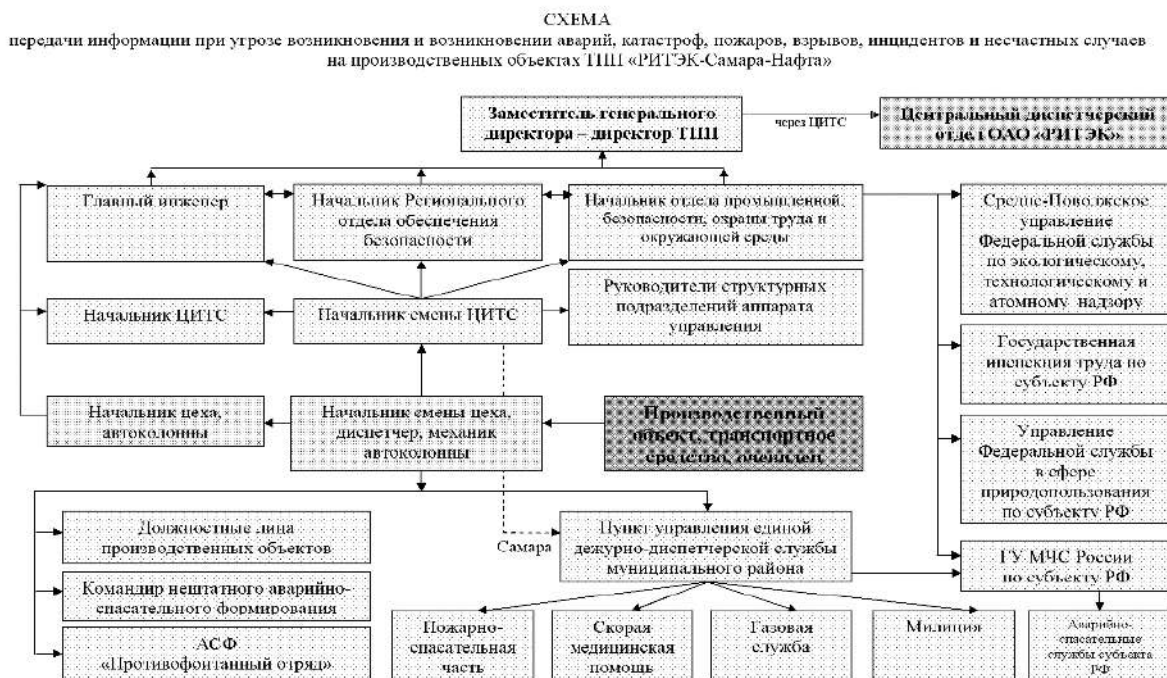 СХЕМА
передачи информации при угрозе возникновения и возникновении аварий, катастроф, пожаров, взрывов, инцидентов и несчастных случаев
на производственных объектах ТПП «РИТЭК-Самара-Нафта»
Заместитель генерального
директора – директор ТПП
через ЦИТС
Центральный диспетчерский
отдел ОАО «РИТЭК»
Главный инженер
Начальник Регионального
отдела обеспечения
безопасности
Начальник отдела промышленной
безопасности, охраны труда и
окружающей среды
Средне-Поволжское
управление
Федеральной службы
по экологическому,
технологическому и
атомному надзору
Начальник ЦИТС
Начальник смены ЦИТС
Руководители структурных
подразделений аппарата
управления
Государственная
инспекция труда по
субъекту РФ
Начальник цеха,
автоколонны
Начальник смены цеха,
диспетчер, механик
автоколонны
Производственный
объект, транспортное
средство, очевидец
Управление
Федеральной службы
в сфере
природопользования
по субъекту РФ
Должностные лица
производственных объектов
Самара
Пункт управления единой
дежурно-диспетчерской службы
муниципального района
ГУ МЧС России
по субъекту РФ
Командир нештатного аварийно-
спасательного формирования
АСФ
«Противофонтанный отряд»
Пожарно-
спасательная
часть
Скорая
медицинская
помощь
Газовая
служба
Милиция
Аварийно-
спасательные
службы субъекта
РФ